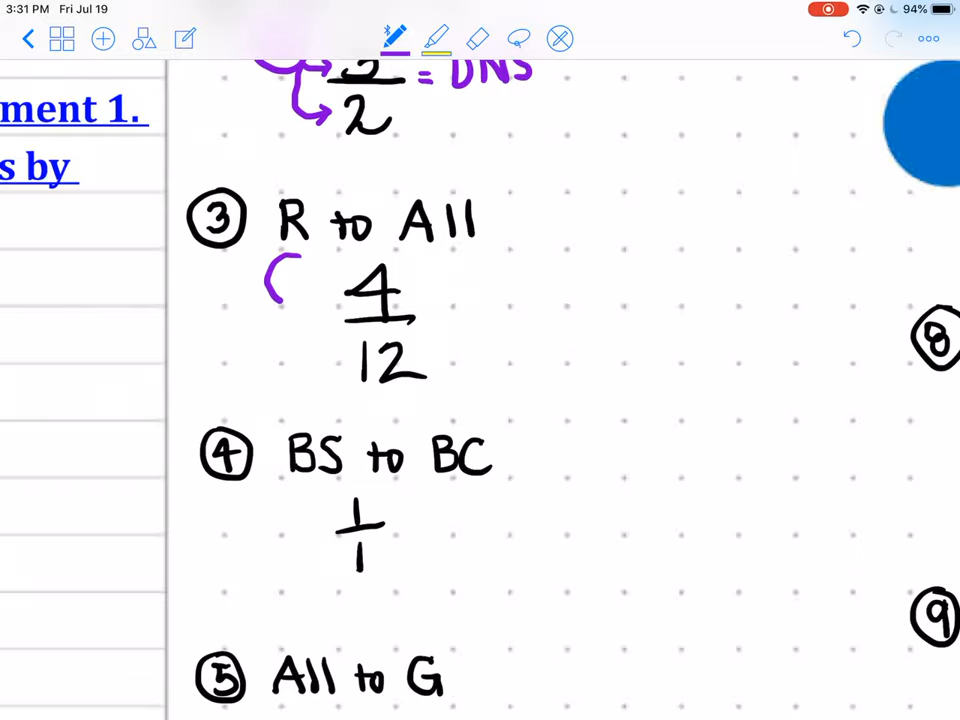 3:31 PM Fri Jul 19
94%
ment 1.
s by
3 = DNS
2
③ R to All
4
12
⑧
④ BS to BC
1
1
⑨
⑤ All to G